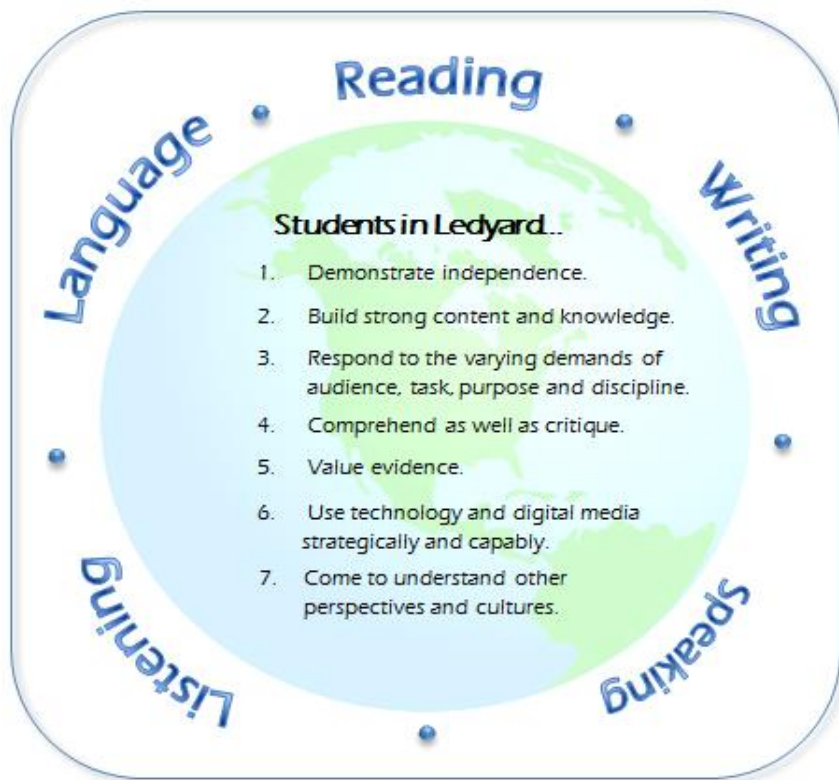 Reading
Writing
Speaking
Listening
Language
Students in Ledyard...
1. Demonstrate independence.
2. Build strong content and knowledge.
3. Respond to the varying demands of
audience, task, purpose and discipline.
4. Comprehend as well as critique.
5. Value evidence.
6. Use technology and digital media
strategically and capably.
7. Come to understand other
perspectives and cultures.